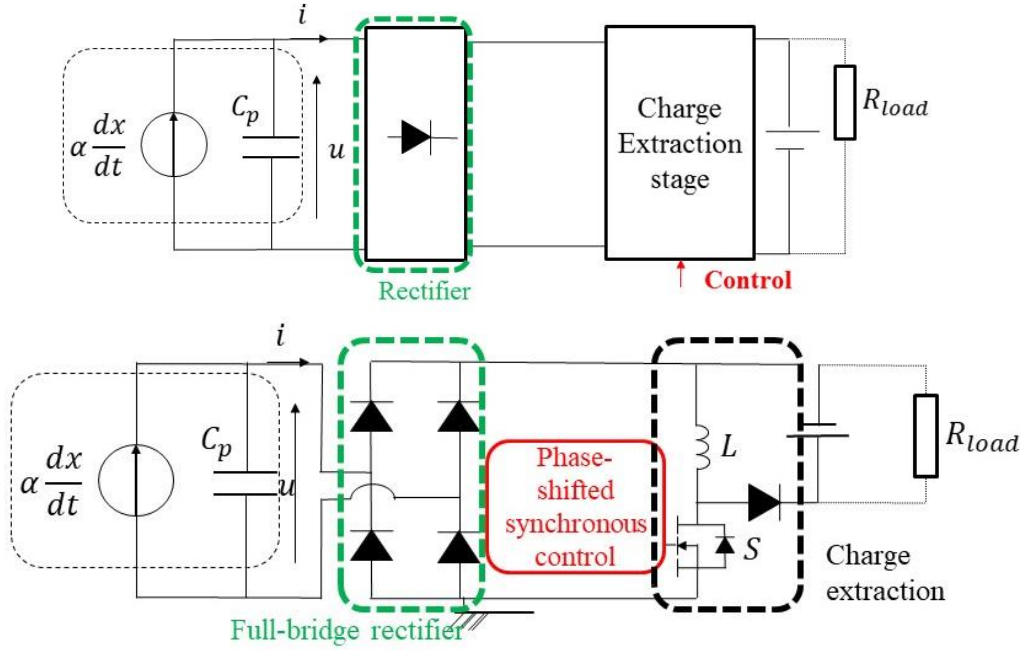 i
C_p
α dx/dt
u
Charge
Extraction
stage
R_load
Control
Rectifier
i
C_p
α dx/dt
u
Phase-
shifted
synchronous
control
L
S
R_load
Charge
extraction
Full-bridge rectifier